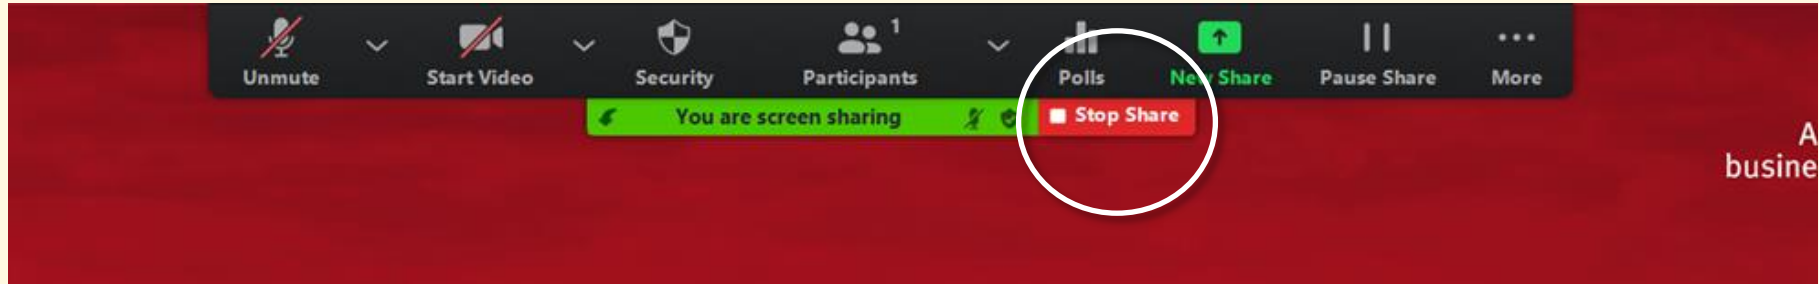 1
Unmute Start Video Security Participants Polls New Share Pause Share More
You are screen sharing Stop Share
A
busine